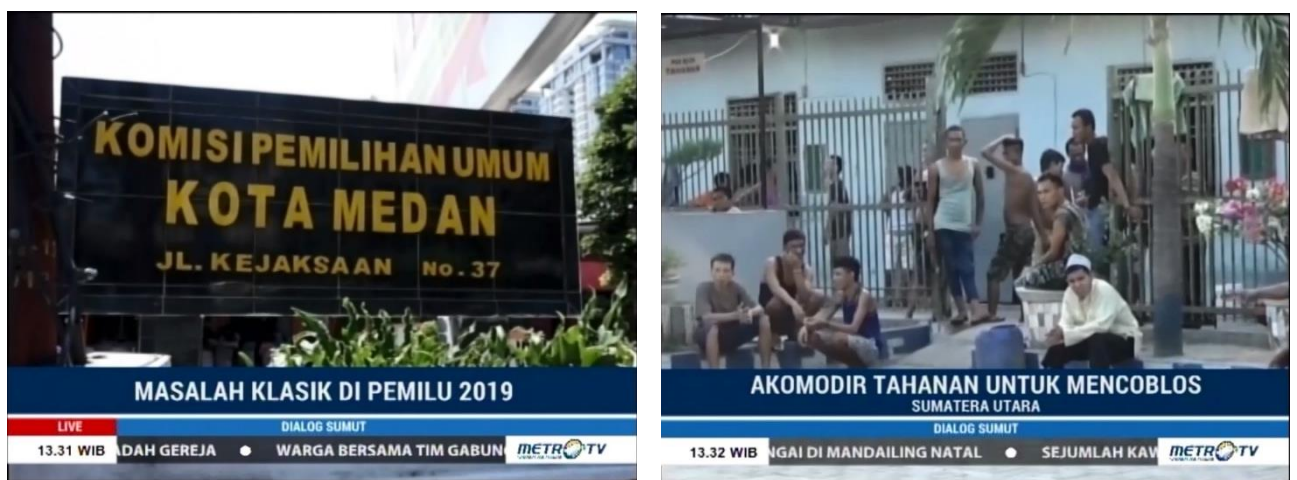 KOMISI PEMILIHAN UMUM
KOTA MEDAN
JL. KEJAKSAAN No. 37
MASALAH KLASIK DI PEMILU 2019
LIVE
DIALOG SUMUT
13.31 WIB
ADAH GEREJA ● WARGA BERSAMA TIM GABUN
METRO TV
AKOMODIR TAHANAN UNTUK MENCOBLOS
SUMATERA UTARA
DIALOG SUMUT
13.32 WIB
NGAI DI MANDAILING NATAL ● SEJUMLAH KAW
METRO TV